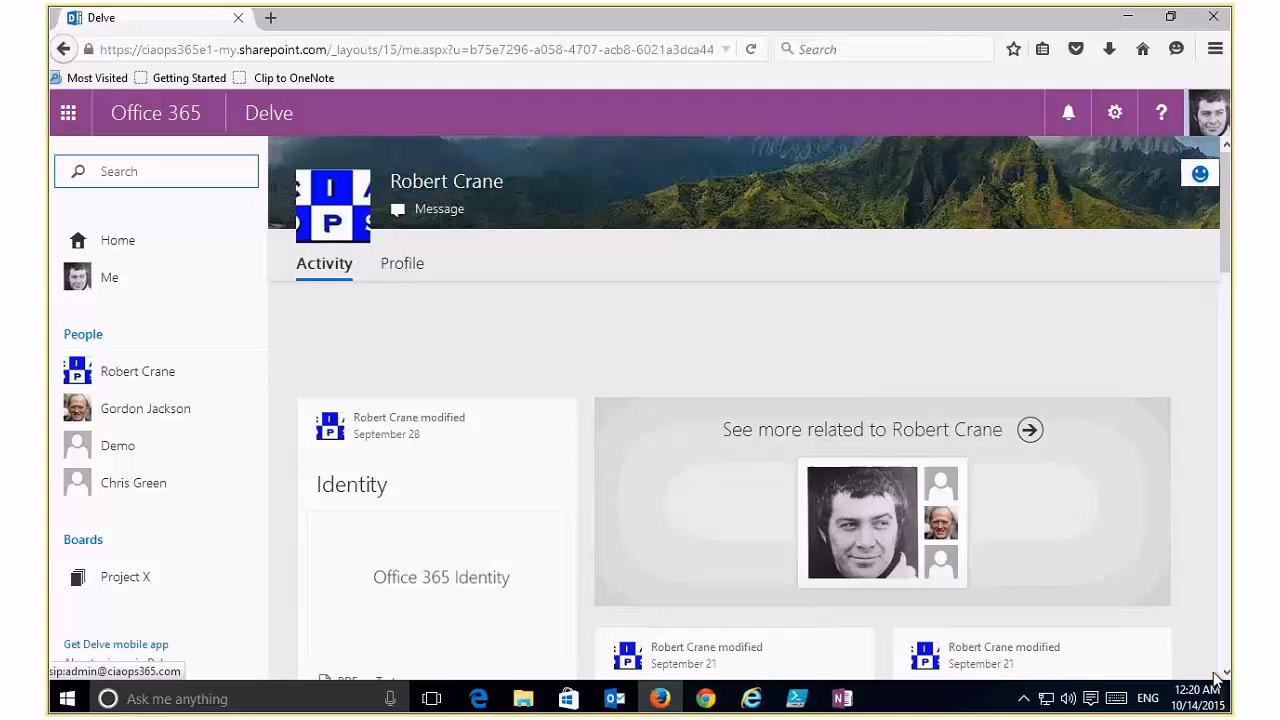 Delve
https://ciaops365e1-my.sharepoint.com/_layouts/15/me.aspx?u=b75e7296-a058-4707-acb8-6021a3dca44
Search
Most Visited
Getting Started
Clip to OneNote
Office 365
Delve
?
Search
Home
Me
People
Robert Crane
Gordon Jackson
Demo
Chris Green
Boards
Project X
Get Delve mobile app
sip:admin@ciaops365.com
I
P
Robert Crane
Message
Activity
Profile
Robert Crane modified
September 28
Identity
Office 365 Identity
See more related to Robert Crane
Robert Crane modified
September 21
Robert Crane modified
September 21
Ask me anything
ENG
12:20 AM
10/14/2015